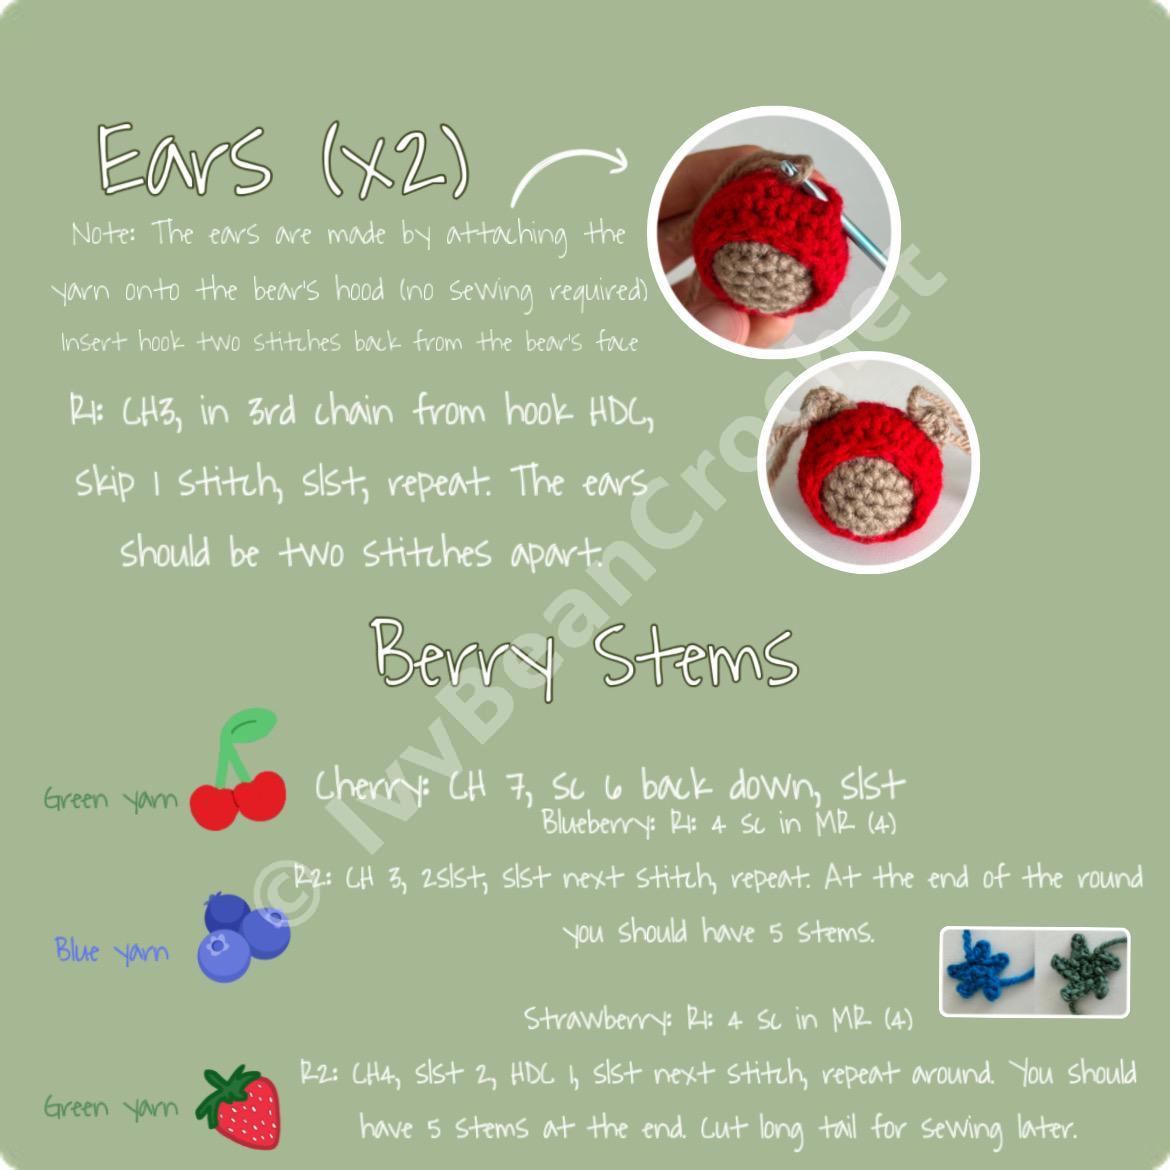 Ears (x2)
Note: The ears are made by attaching the
yarn onto the bear's hood (no sewing required)
Insert hook two stitches back from the bear's face
R1: CH3, in 3rd chain from hook HDC,
skip 1 stitch, slst, repeat. The ears
should be two stitches apart.
Berry Stems
Green yarn
Cherry: CH 7, sc 6 back down, slst
Blueberry: R1: 4 sc in MR (4)
R2: CH 3, 2slst, slst next stitch, repeat. At the end of the round
you should have 5 stems.
Blue yarn
Strawberry: R1: 4 sc in MR (4)
R2: CH4, slst 2, HDC 1, slst next stitch, repeat around. You should
have 5 stems at the end. Cut long tail for sewing later.
Green yarn
© IvyBeanCrochet